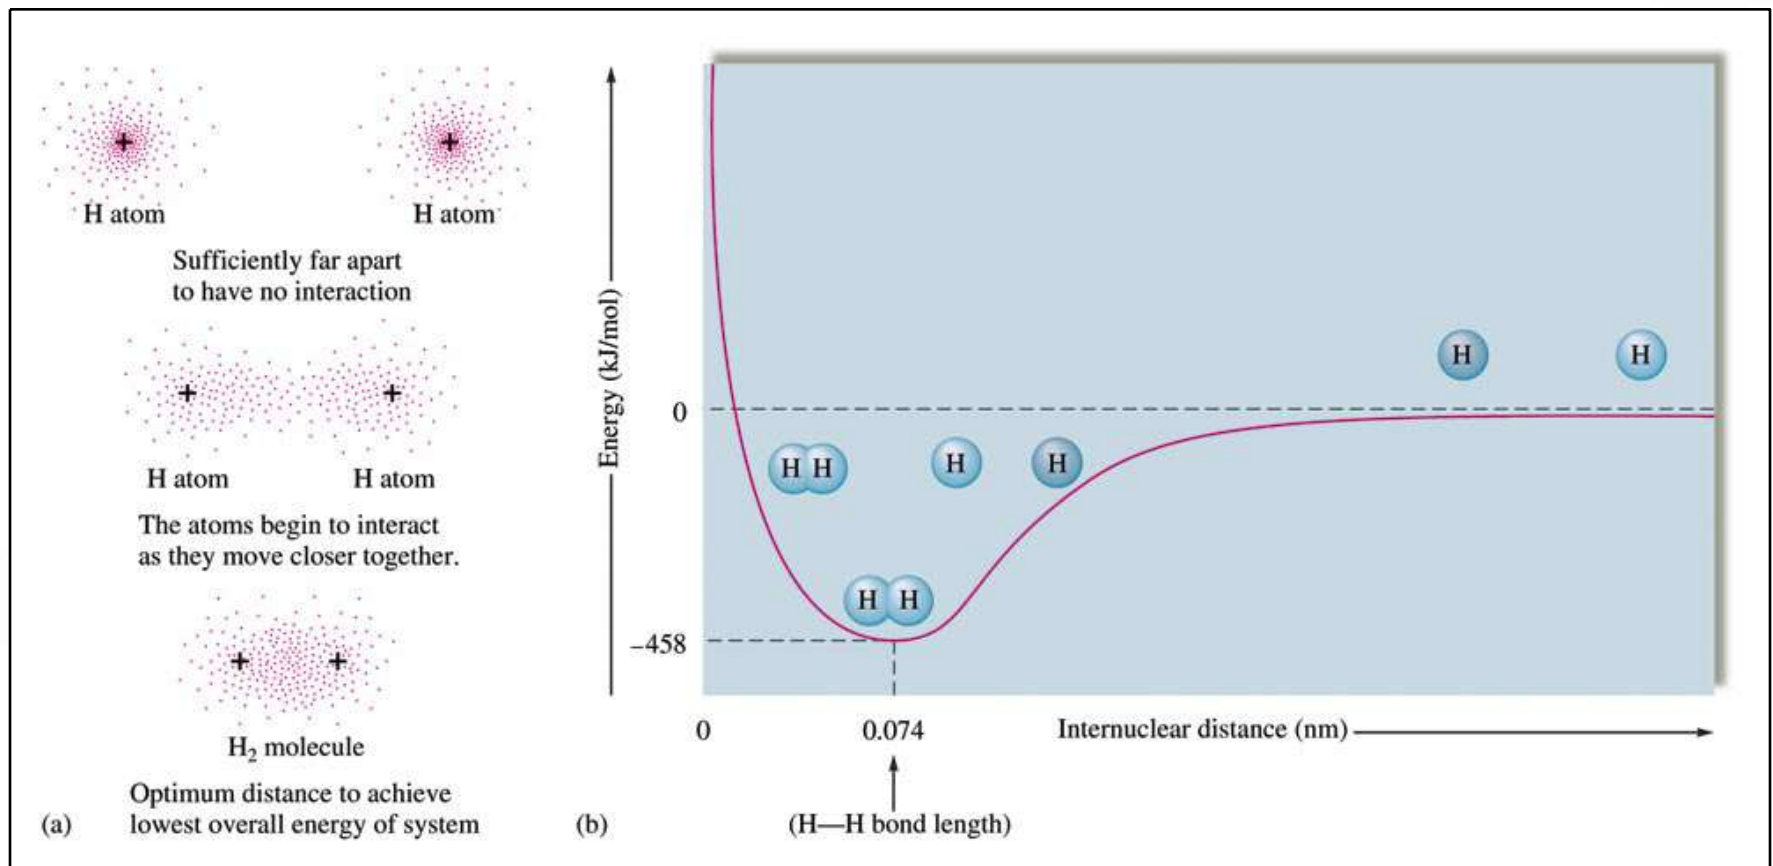 +
+
H atom
H atom
Sufficiently far apart
to have no interaction
+
+
H atom
H atom
The atoms begin to interact
as they move closer together.
+
+
H₂ molecule
Optimum distance to achieve
lowest overall energy of system
(a)
Energy (kJ/mol)
0
−458
H
H
H H
H
H
H H
0
0.074
Internuclear distance (nm)
(H—H bond length)
(b)